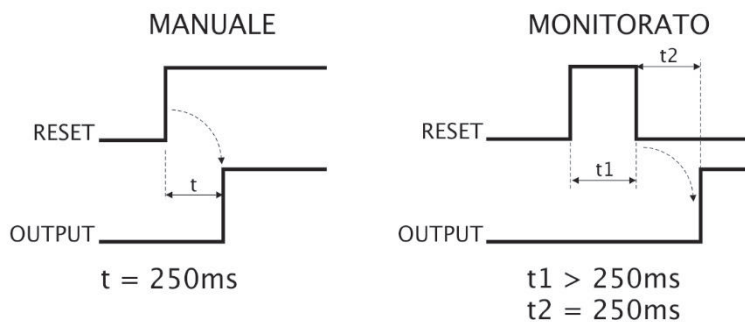 MANUALE
RESET
t
OUTPUT
t = 250ms
MONITORATO
t2
RESET
t1
OUTPUT
t1 > 250ms
t2 = 250ms